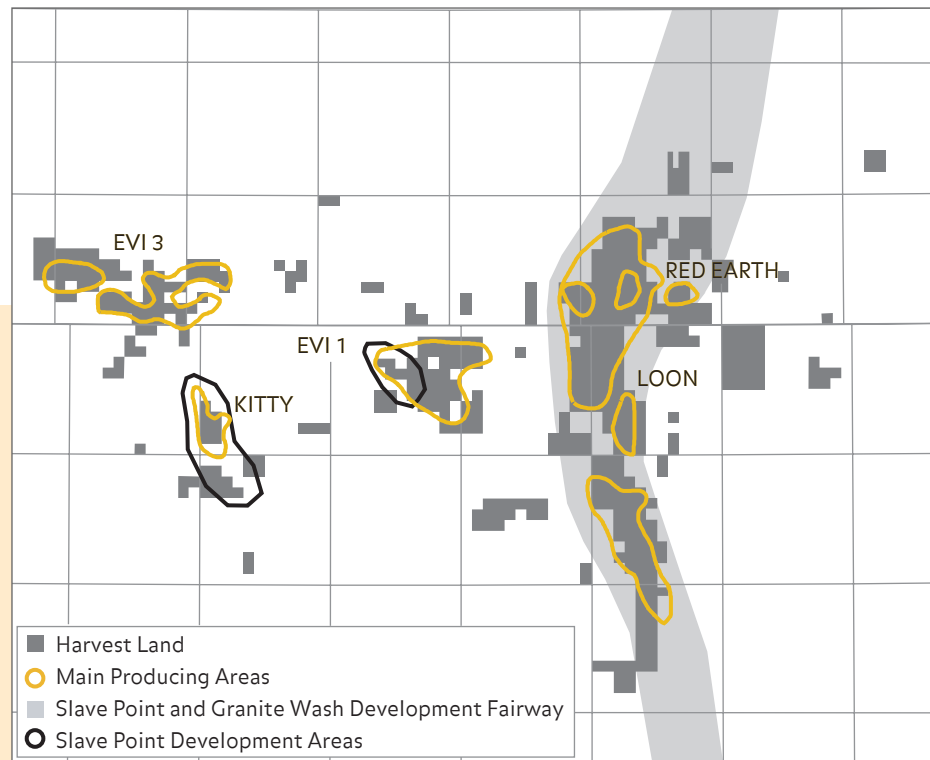 EVI 3
RED EARTH
EVI 1
LOON
KITTY
Harvest Land
Main Producing Areas
Slave Point and Granite Wash Development Fairway
Slave Point Development Areas